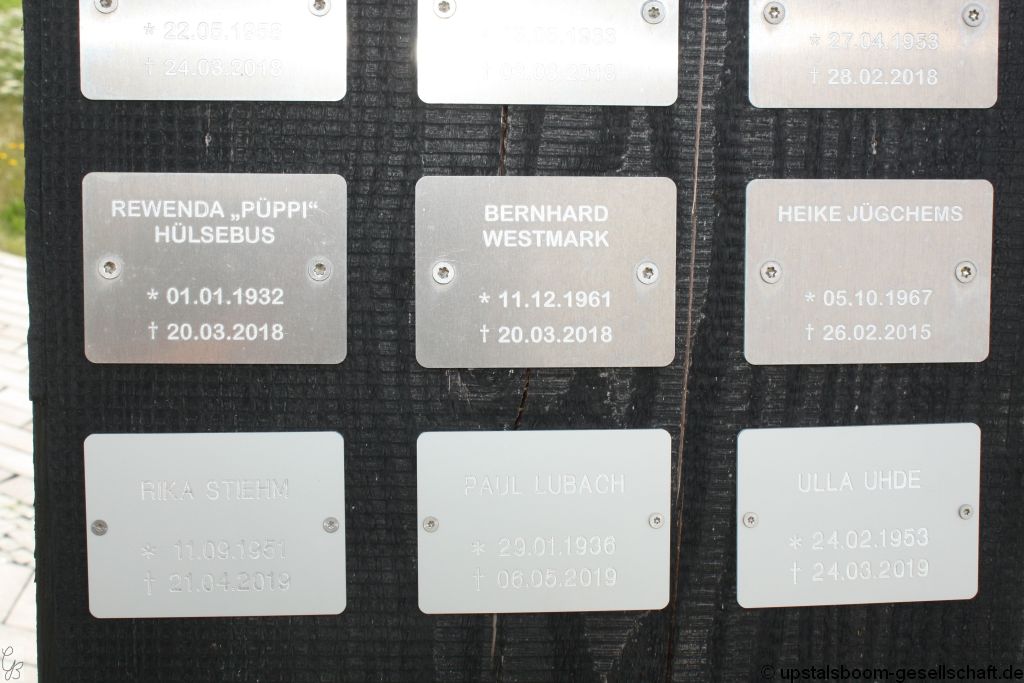 * 22.05.1958
† 24.03.2018
† 03.03.2018
* 27.04.1953
† 28.02.2018
REWENDA „PÜPPI“
HÜLSEBUS
* 01.01.1932
† 20.03.2018
BERNHARD
WESTMARK
* 11.12.1961
† 20.03.2018
HEIKE JÜGCHEMS
* 05.10.1967
† 26.02.2015
RIKA STIEHM
* 11.09.1951
† 21.04.2019
PAUL LUBACH
* 29.01.1936
† 06.05.2019
ULLA UHDE
* 24.02.1953
† 24.03.2019
© upstalsboom-gesellschaft.de